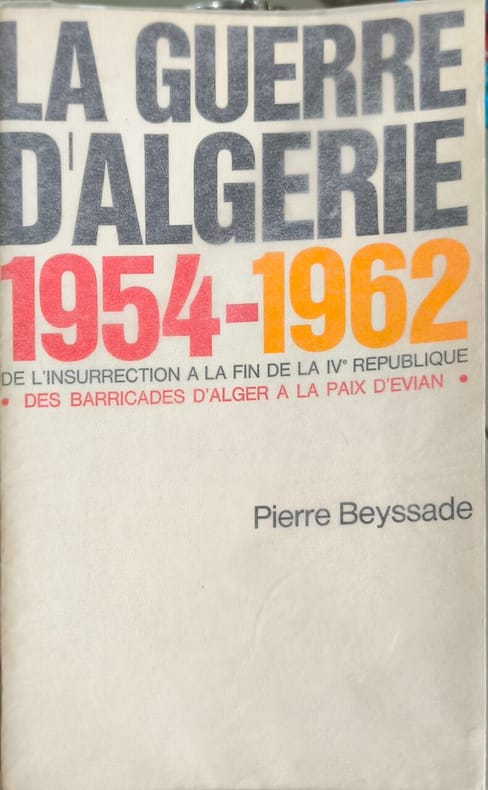 LA GUERRE
D'ALGERIE
1954-1962
DE L'INSURRECTION A LA FIN DE LA IVe REPUBLIQUE
• DES BARRICADES D'ALGER A LA PAIX D'EVIAN •
Pierre Beyssade